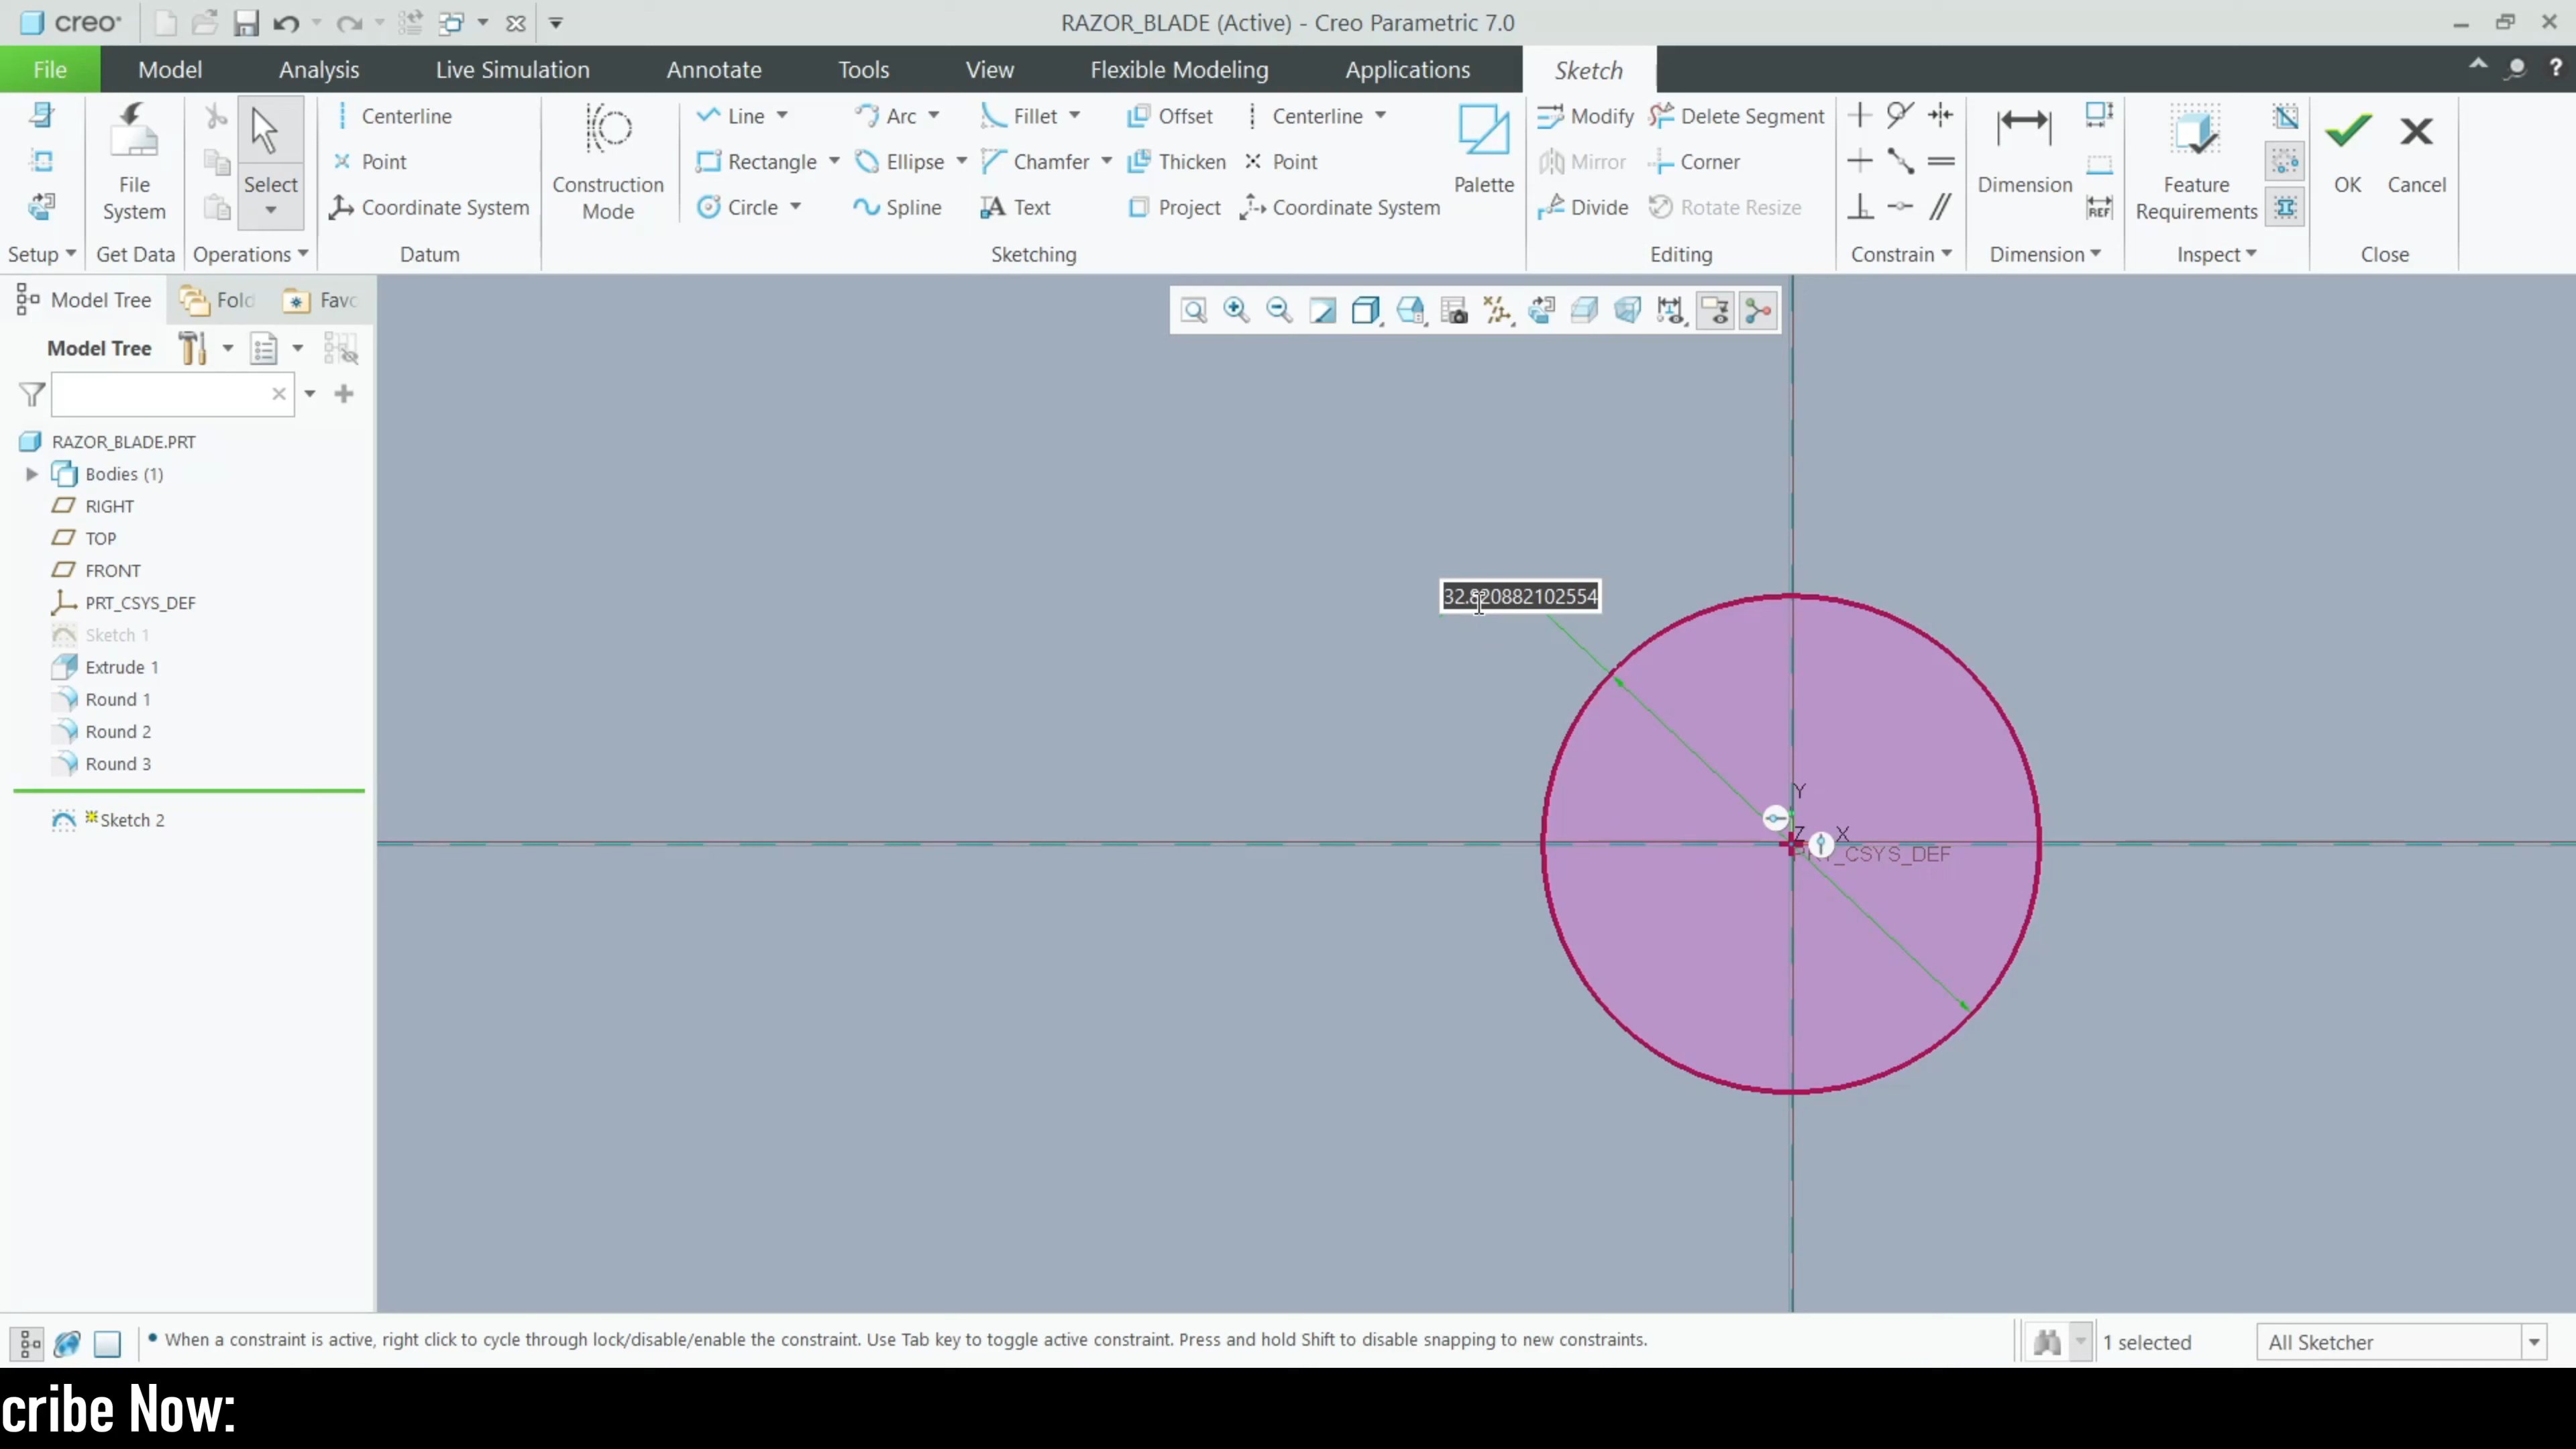 creo
RAZOR_BLADE (Active) - Creo Parametric 7.0
File
Model
Analysis
Live Simulation
Annotate
Tools
View
Flexible Modeling
Applications
Sketch
Centerline
Point
Coordinate System
File System
Select
Construction Mode
Line
Arc
Fillet
Offset
Centerline
Rectangle
Ellipse
Chamfer
Thicken
Point
Circle
Spline
Text
Project
Coordinate System
Palette
Modify
Delete Segment
Mirror
Corner
Divide
Rotate Resize
Dimension
REF
Feature Requirements
OK
Cancel
Setup
Get Data
Operations
Datum
Sketching
Editing
Constrain
Dimension
Inspect
Close
Model Tree
Fold
Favo
Model Tree
RAZOR_BLADE.PRT
Bodies (1)
RIGHT
TOP
FRONT
PRT_CSYS_DEF
Sketch 1
Extrude 1
Round 1
Round 2
Round 3
Sketch 2
32.820882102554
Y
Z X
PRT_CSYS_DEF
When a constraint is active, right click to cycle through lock/disable/enable the constraint. Use Tab key to toggle active constraint. Press and hold Shift to disable snapping to new constraints.
1 selected
All Sketcher
cribe Now: